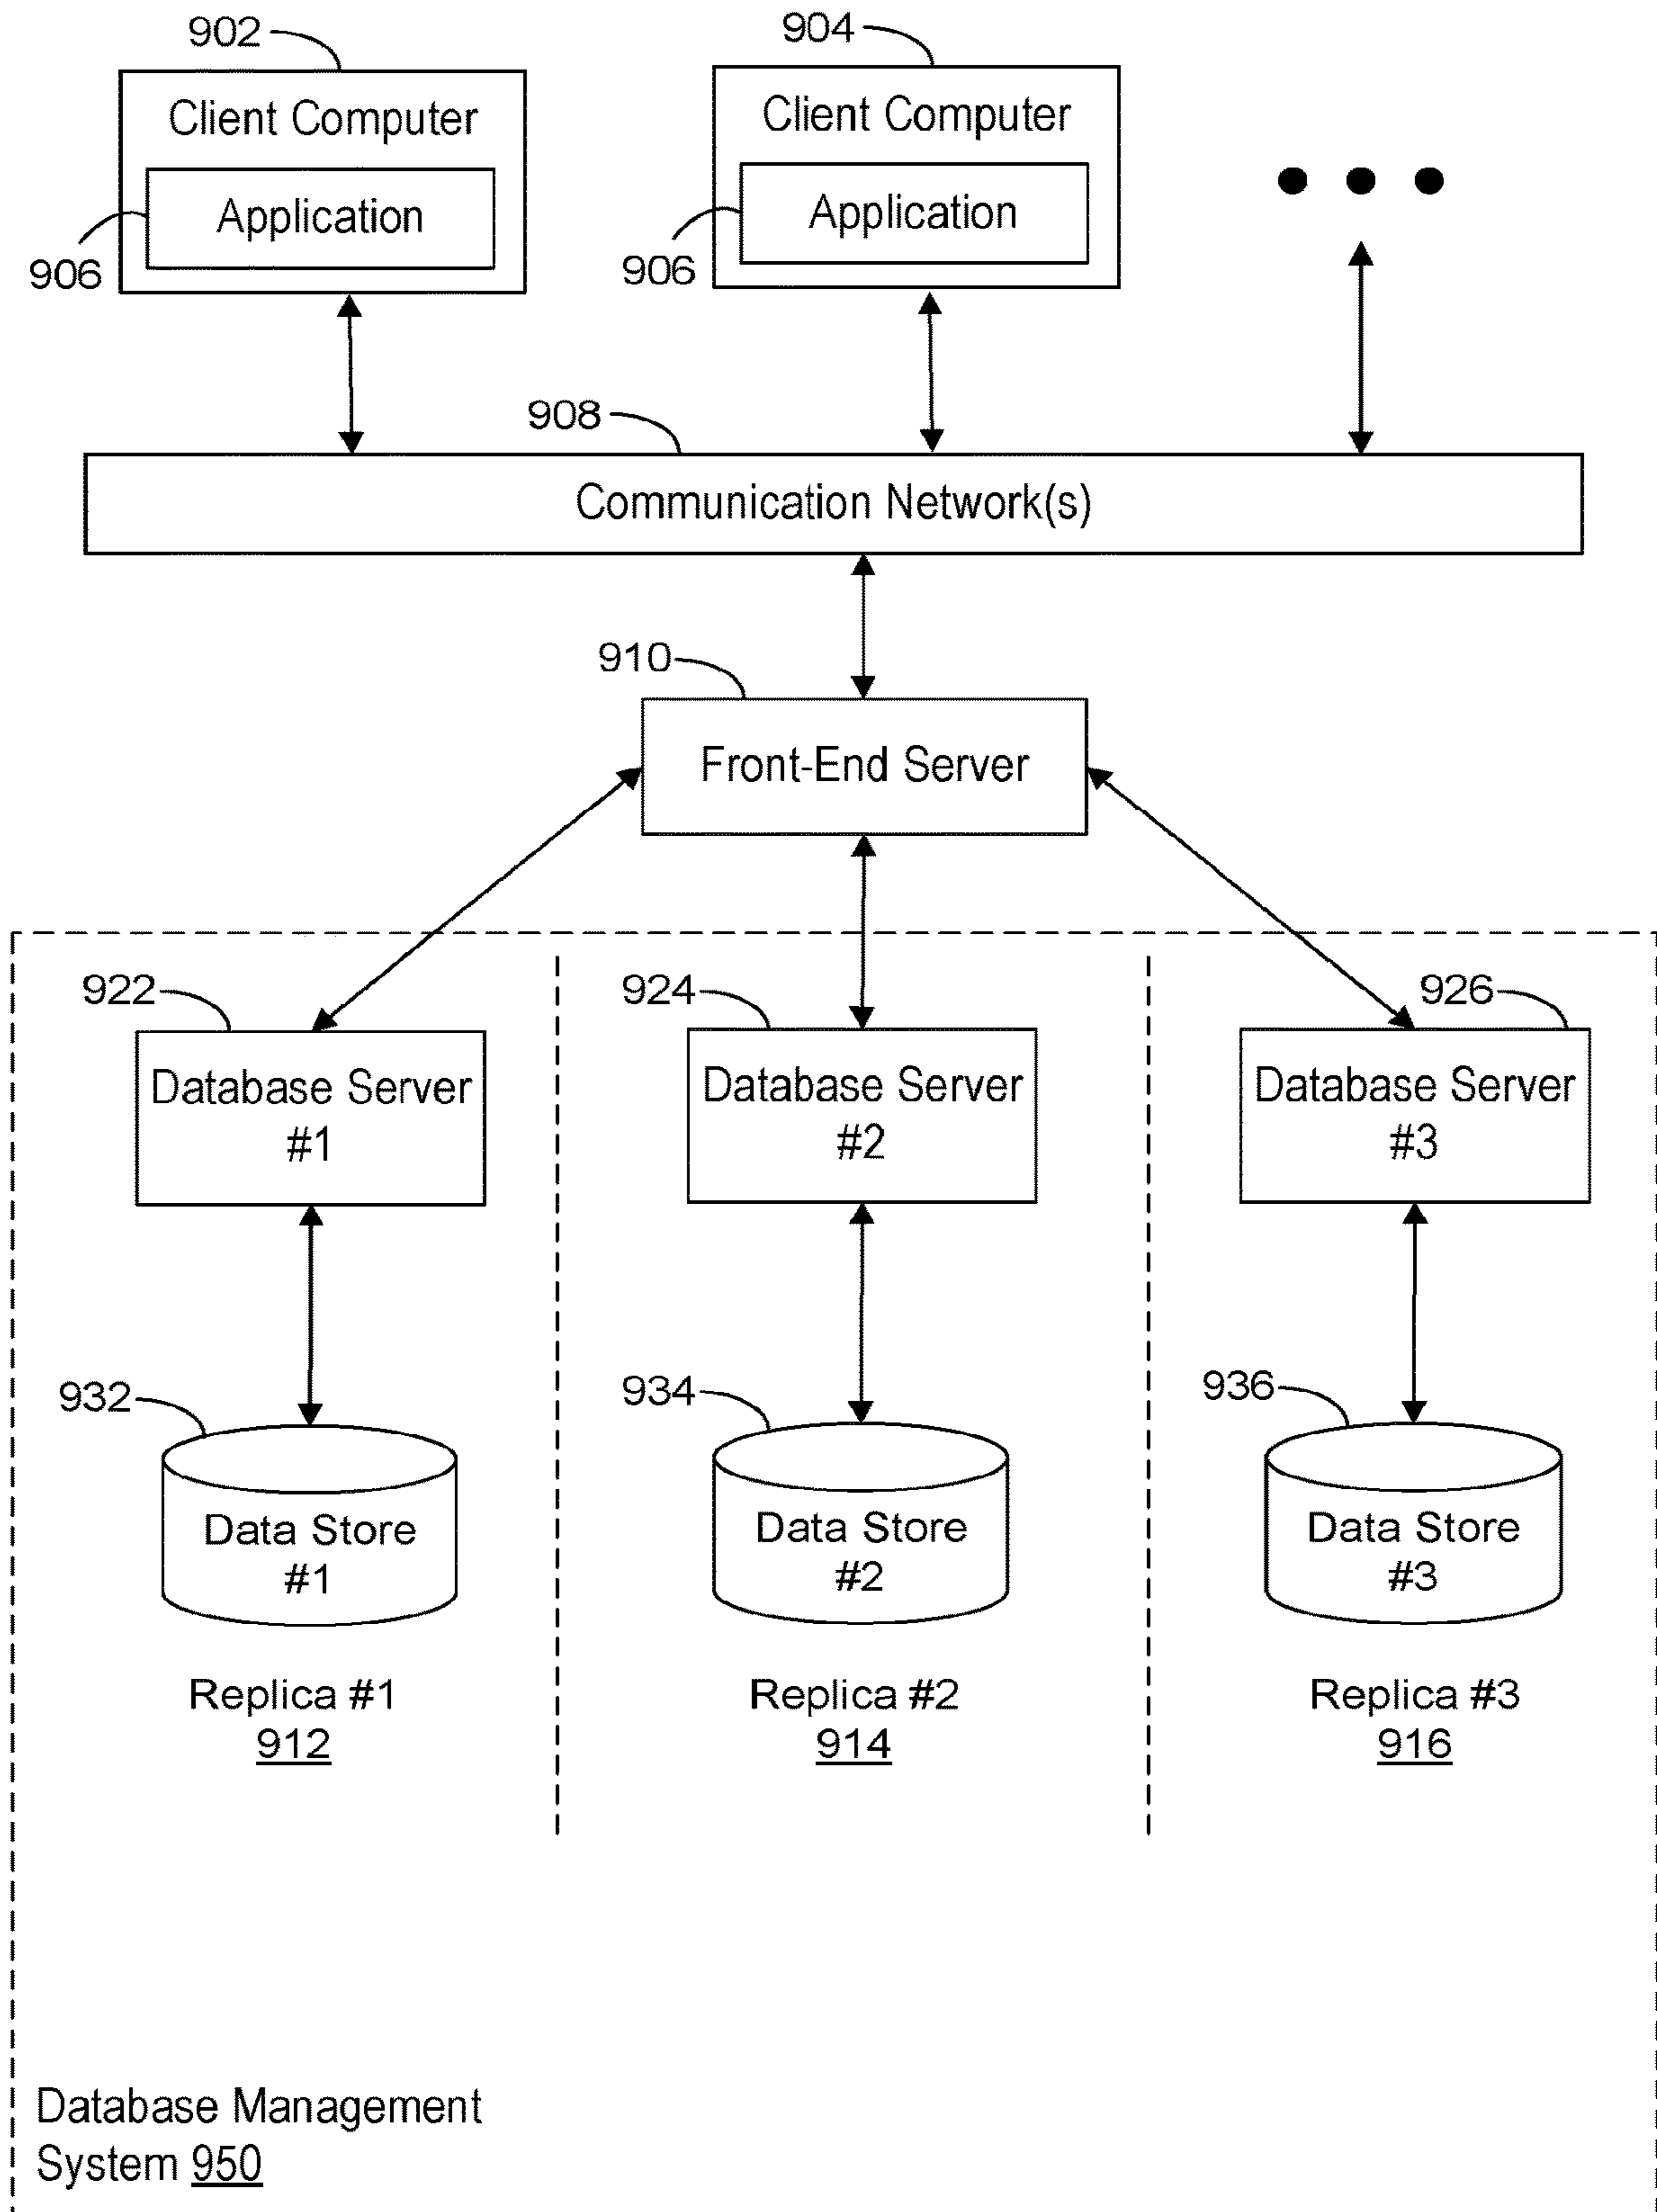 902
904
Client Computer
Client Computer
Application
Application
906
906
908
Communication Network(s)
910
Front-End Server
922
924
926
Database Server
#1
Database Server
#2
Database Server
#3
932
934
936
Data Store
#1
Data Store
#2
Data Store
#3
Replica #1
912
Replica #2
914
Replica #3
916
Database Management
System 950